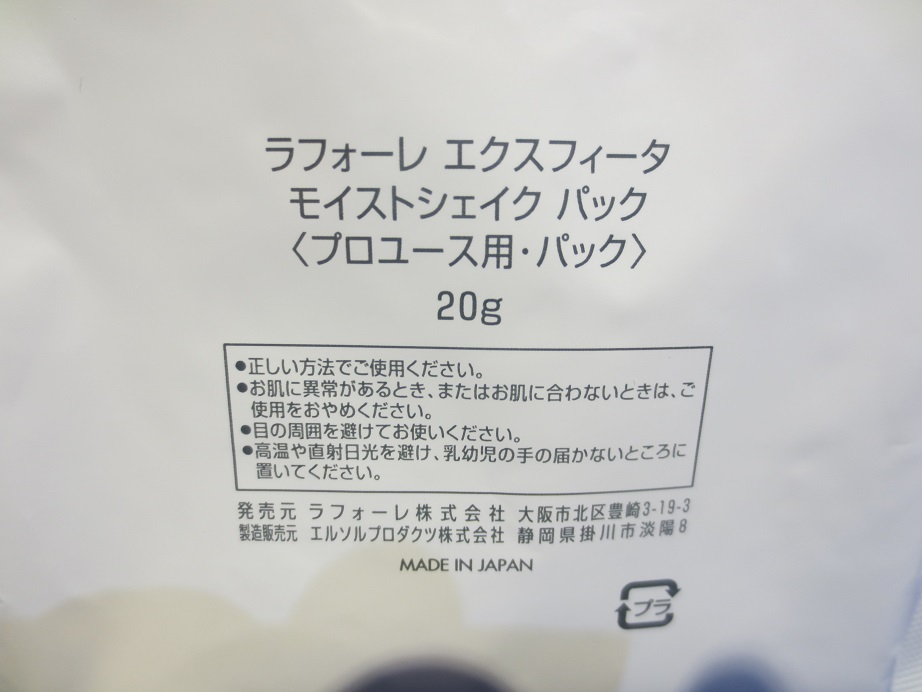 ラフォーレ エクスフィータ
モイストシェイク パック
〈プロユース用・パック〉
20g
●正しい方法でご使用ください。
●お肌に異常があるとき、またはお肌に合わないときは、ご
使用をおやめください。
●目の周囲を避けてお使いください。
●高温や直射日光を避け、乳幼児の手の届かないところに
置いてください。
発売元 ラフォーレ株式会社 大阪市北区豊崎3-19-3
製造販売元 エルソルプロダクツ株式会社 静岡県掛川市淡陽8
MADE IN JAPAN
プラ